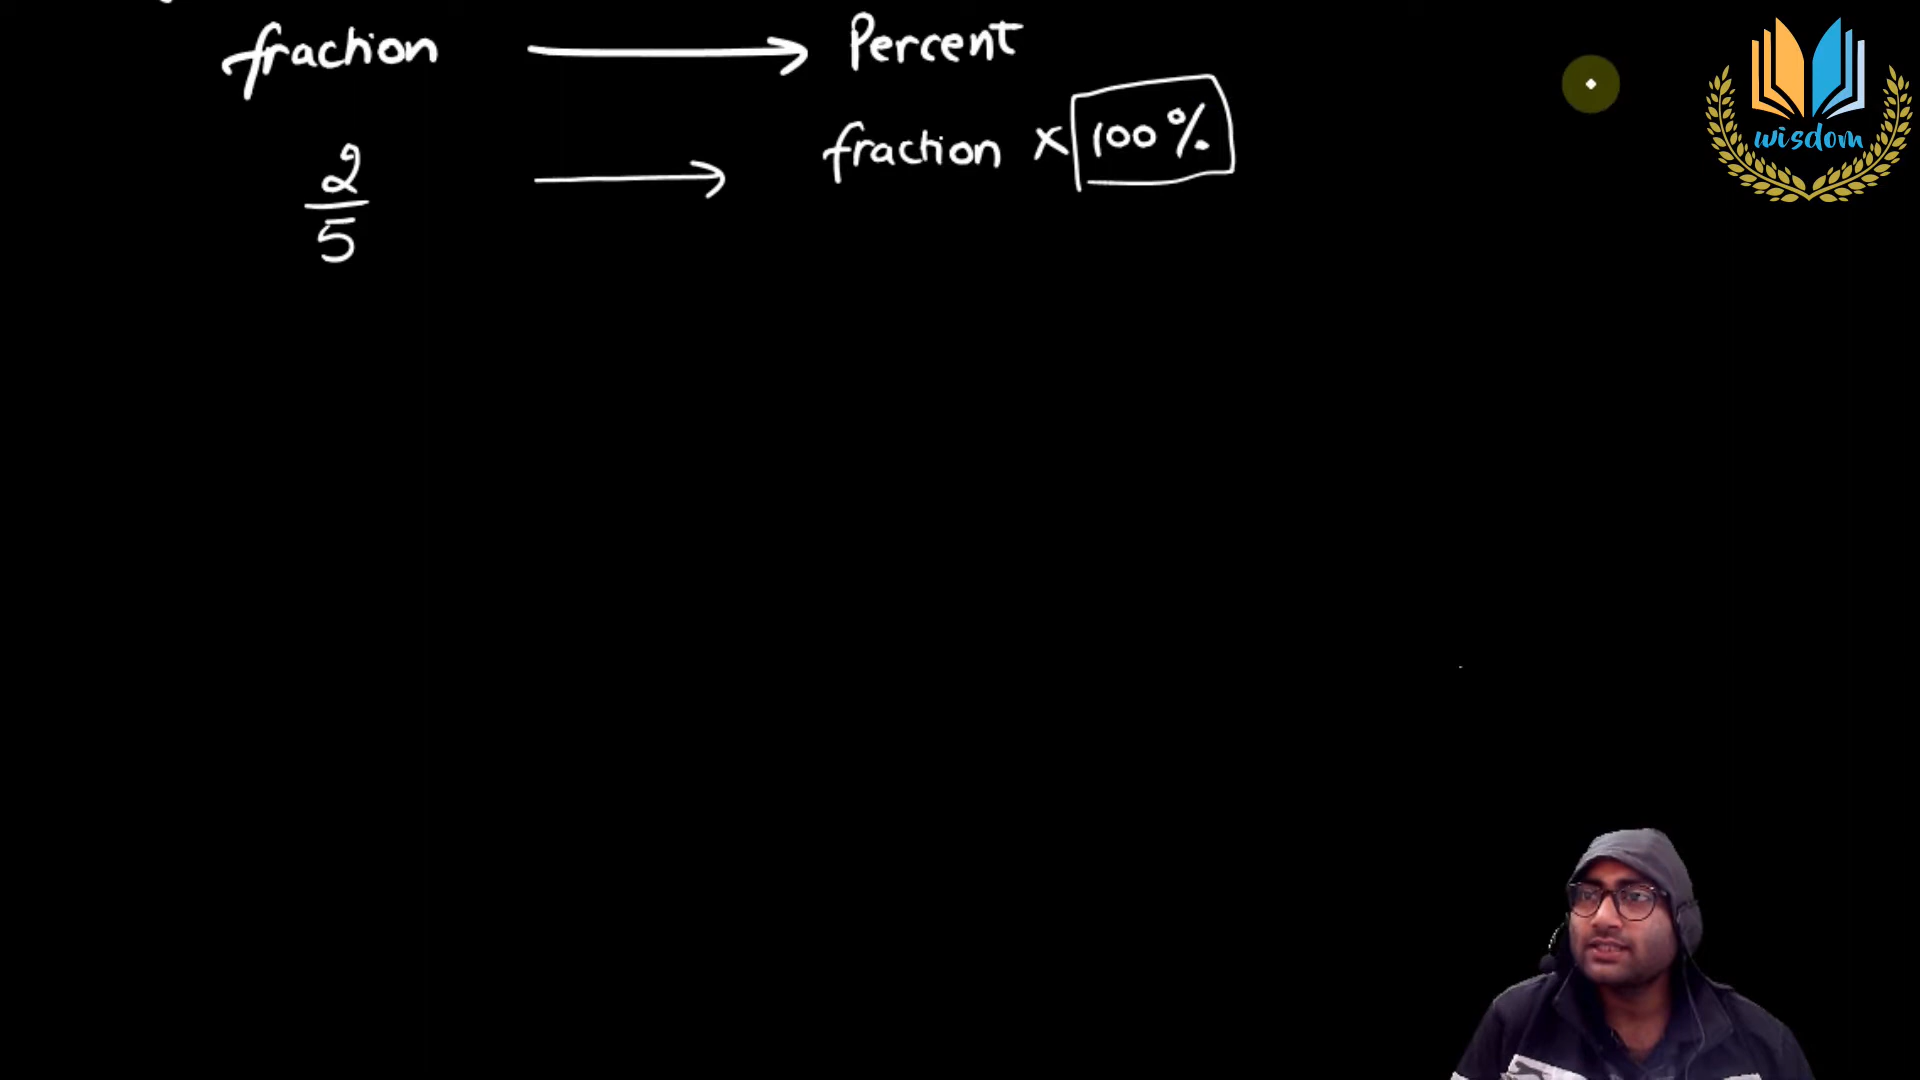 fraction → Percent
2/5 → fraction × 100%
wisdom